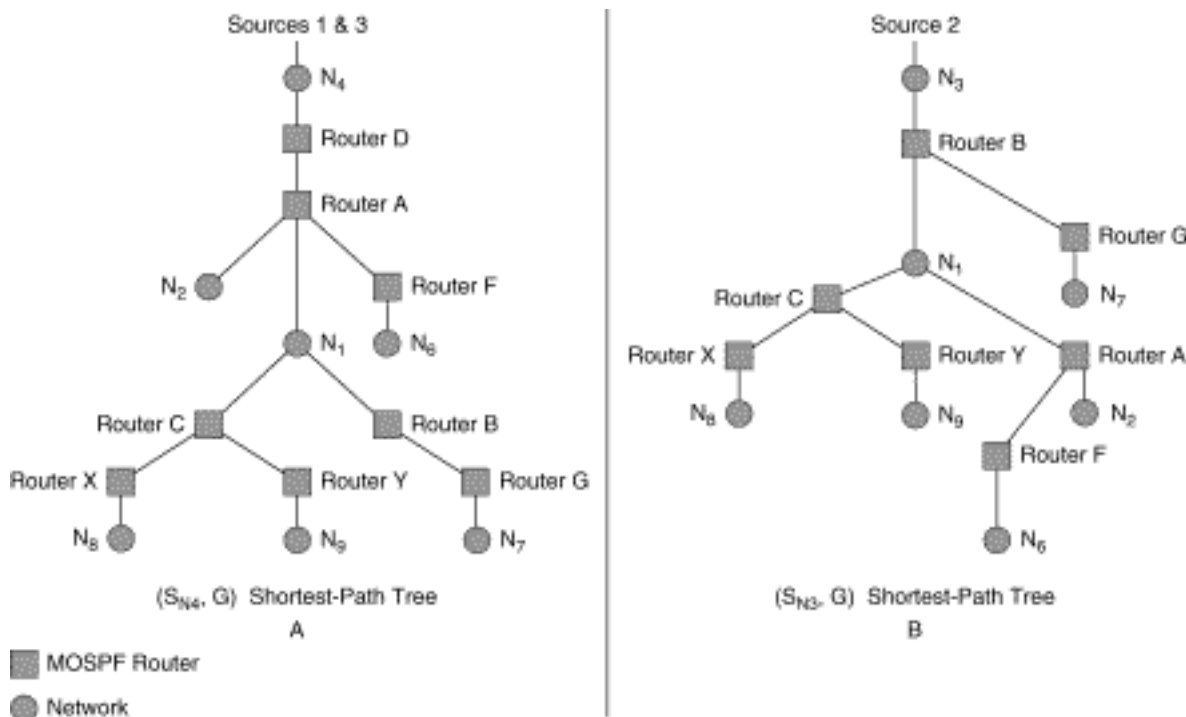 Sources 1 & 3
N4
Router D
Router A
N2
Router F
N1
N6
Router C
Router B
Router X
Router Y
Router G
N8
N9
N7
(SN4, G) Shortest-Path Tree
A
Source 2
N3
Router B
Router G
N1
N7
Router C
Router X
Router Y
Router A
N8
N9
N2
Router F
N6
(SN3, G) Shortest-Path Tree
B
MOSPF Router
Network